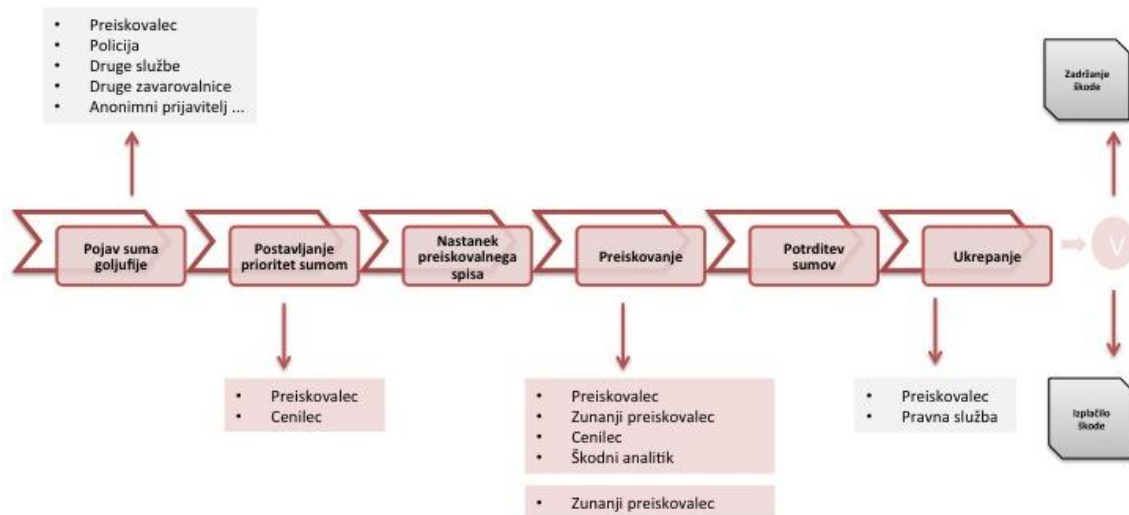 • Preiskovalec
• Policija
• Druge službe
• Druge zavarovalnice
• Anonimni prijavitelj ...
Zadržanje
škode
Pojav suma
goljufije
Postavljanje
prioritet sumom
Nastanek
preiskovalnega
spisa
Preiskovanje
Potrditev
sumov
Ukrepanje
V
• Preiskovalec
• Cenilec
• Preiskovalec
• Zunanji preiskovalec
• Cenilec
• Škodni analitik
• Preiskovalec
• Pravna služba
Izplačilo
škode
• Zunanji preiskovalec